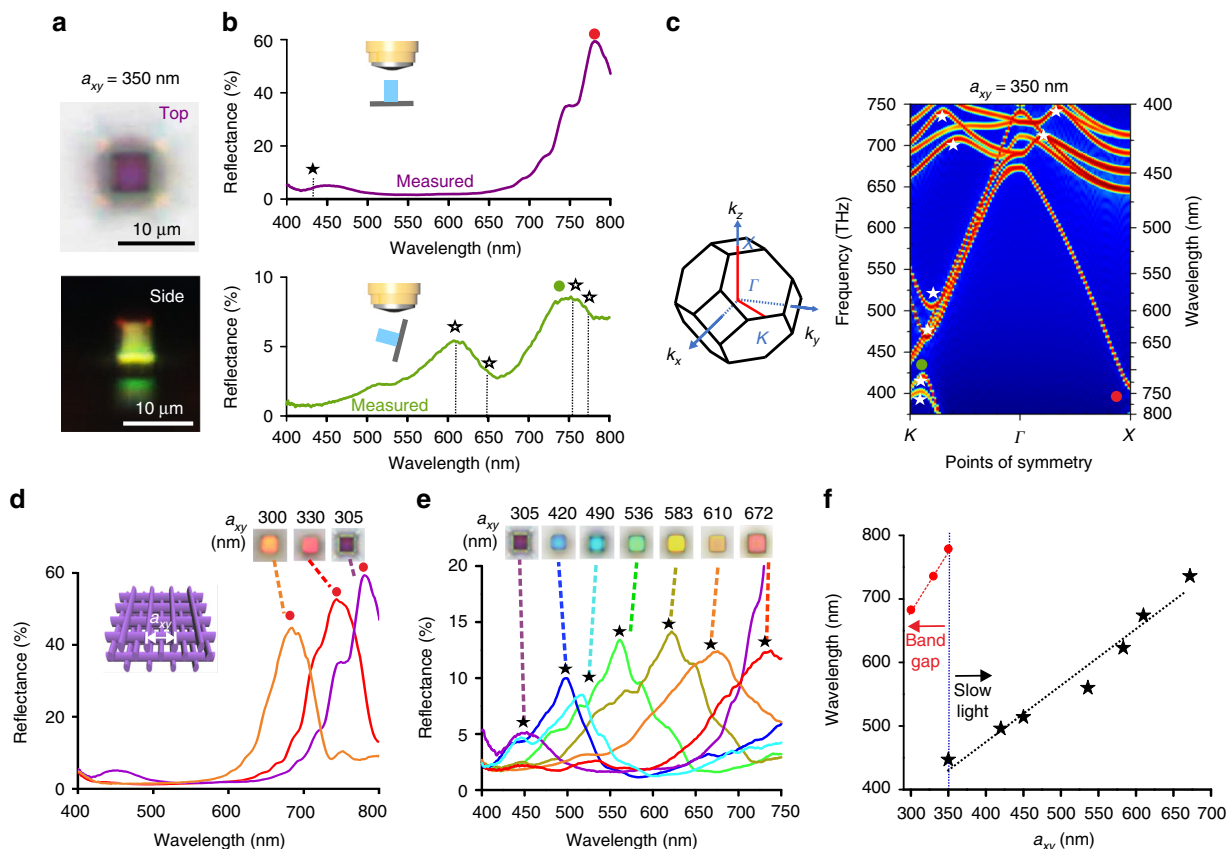 a
a_xy = 350 nm
Top
10 μm
Side
10 μm
b
60
40
20
0
Reflectance (%)
Measured
400 450 500 550 600 650 700 750 800
Wavelength (nm)
10
5
0
Reflectance (%)
Measured
400 450 500 550 600 650 700 750 800
Wavelength (nm)
c
k_z
X
Γ
K
k_x
k_y
a_xy = 350 nm
750
700
650
600
550
500
450
400
Frequency (THz)
400
450
500
550
600
650
750
800
Wavelength (nm)
K Γ X
Points of symmetry
d
a_xy 300 330 305
(nm)
60
40
20
0
Reflectance (%)
a_xy
400 500 600 700 800
Wavelength (nm)
e
a_xy 305 420 490 536 583 610 672
(nm)
20
15
10
5
0
Reflectance (%)
400 450 500 550 600 650 700 750
Wavelength (nm)
f
800
700
600
500
400
Wavelength (nm)
Band
gap
Slow
light
300 350 400 450 500 550 600 650 700
a_xy (nm)